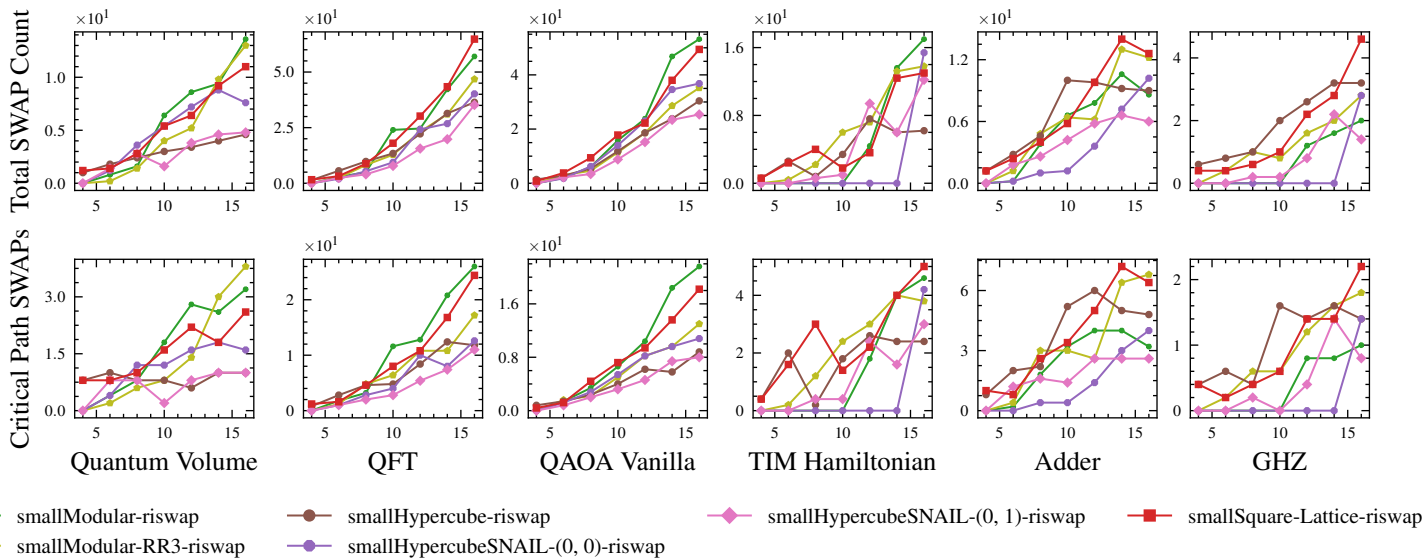 ×10¹ ×10¹ ×10¹ ×10¹ ×10¹
Total SWAP Count
1.0 5.0 40 1.6 1.2 4
0.5 2.5 20 0.8 0.6 2
0.0 0.0 0 0.0 0.0 0
5 10 15 5 10 15 5 10 15 5 10 15 5 10 15 5 10 15
×10¹ ×10¹
Critical Path SWAPs
3.0 2 1.6 4 6 2
1.5 1 0.8 2 3 1
0.0 0 0.0 0 0 0
5 10 15 5 10 15 5 10 15 5 10 15 5 10 15 5 10 15
Quantum Volume QFT QAOA Vanilla TIM Hamiltonian Adder GHZ
smallModular-riswap smallHypercube-riswap smallHypercubeSNAIL-(0, 1)-riswap smallSquare-Lattice-riswap
smallModular-RR3-riswap smallHypercubeSNAIL-(0, 0)-riswap